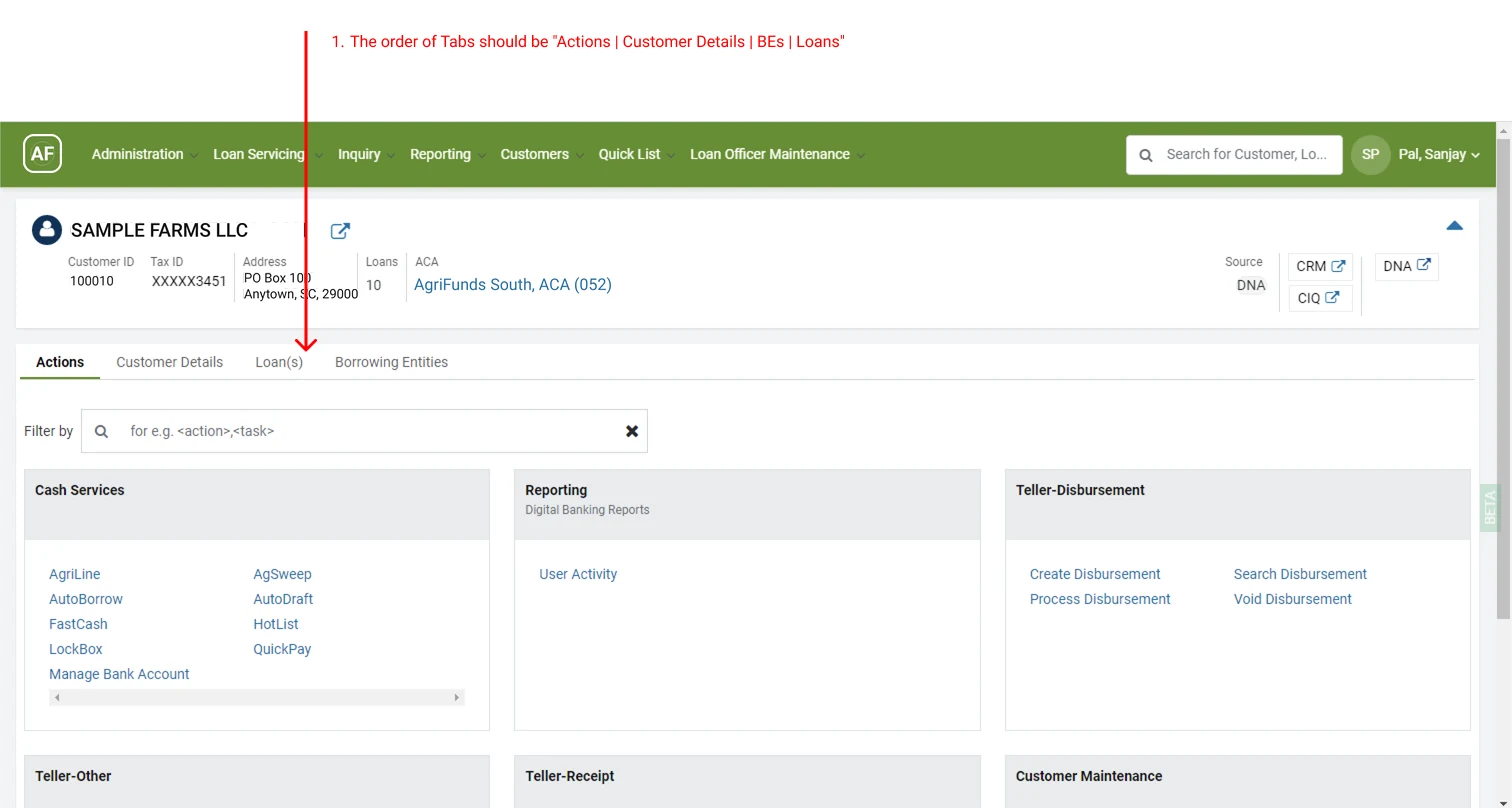 1. The order of Tabs should be "Actions | Customer Details | BEs | Loans"
AF
Administration
Loan Servicing
Inquiry
Reporting
Customers
Quick List
Loan Officer Maintenance
Search for Customer, Lo...
SP
Pal, Sanjay
SAMPLE FARMS LLC
Customer ID
100010
Tax ID
XXXXX3451
Address
PO Box 100
Anytown, SC, 29000
Loans
10
ACA
AgriFunds South, ACA (052)
Source
DNA
CRM
CIQ
DNA
Actions
Customer Details
Loan(s)
Borrowing Entities
Filter by
for e.g. <action>,<task>
Cash Services
AgriLine
AgSweep
AutoBorrow
AutoDraft
FastCash
HotList
LockBox
QuickPay
Manage Bank Account
Reporting
Digital Banking Reports
User Activity
Teller-Disbursement
Create Disbursement
Search Disbursement
Process Disbursement
Void Disbursement
BETA
Teller-Other
Teller-Receipt
Customer Maintenance